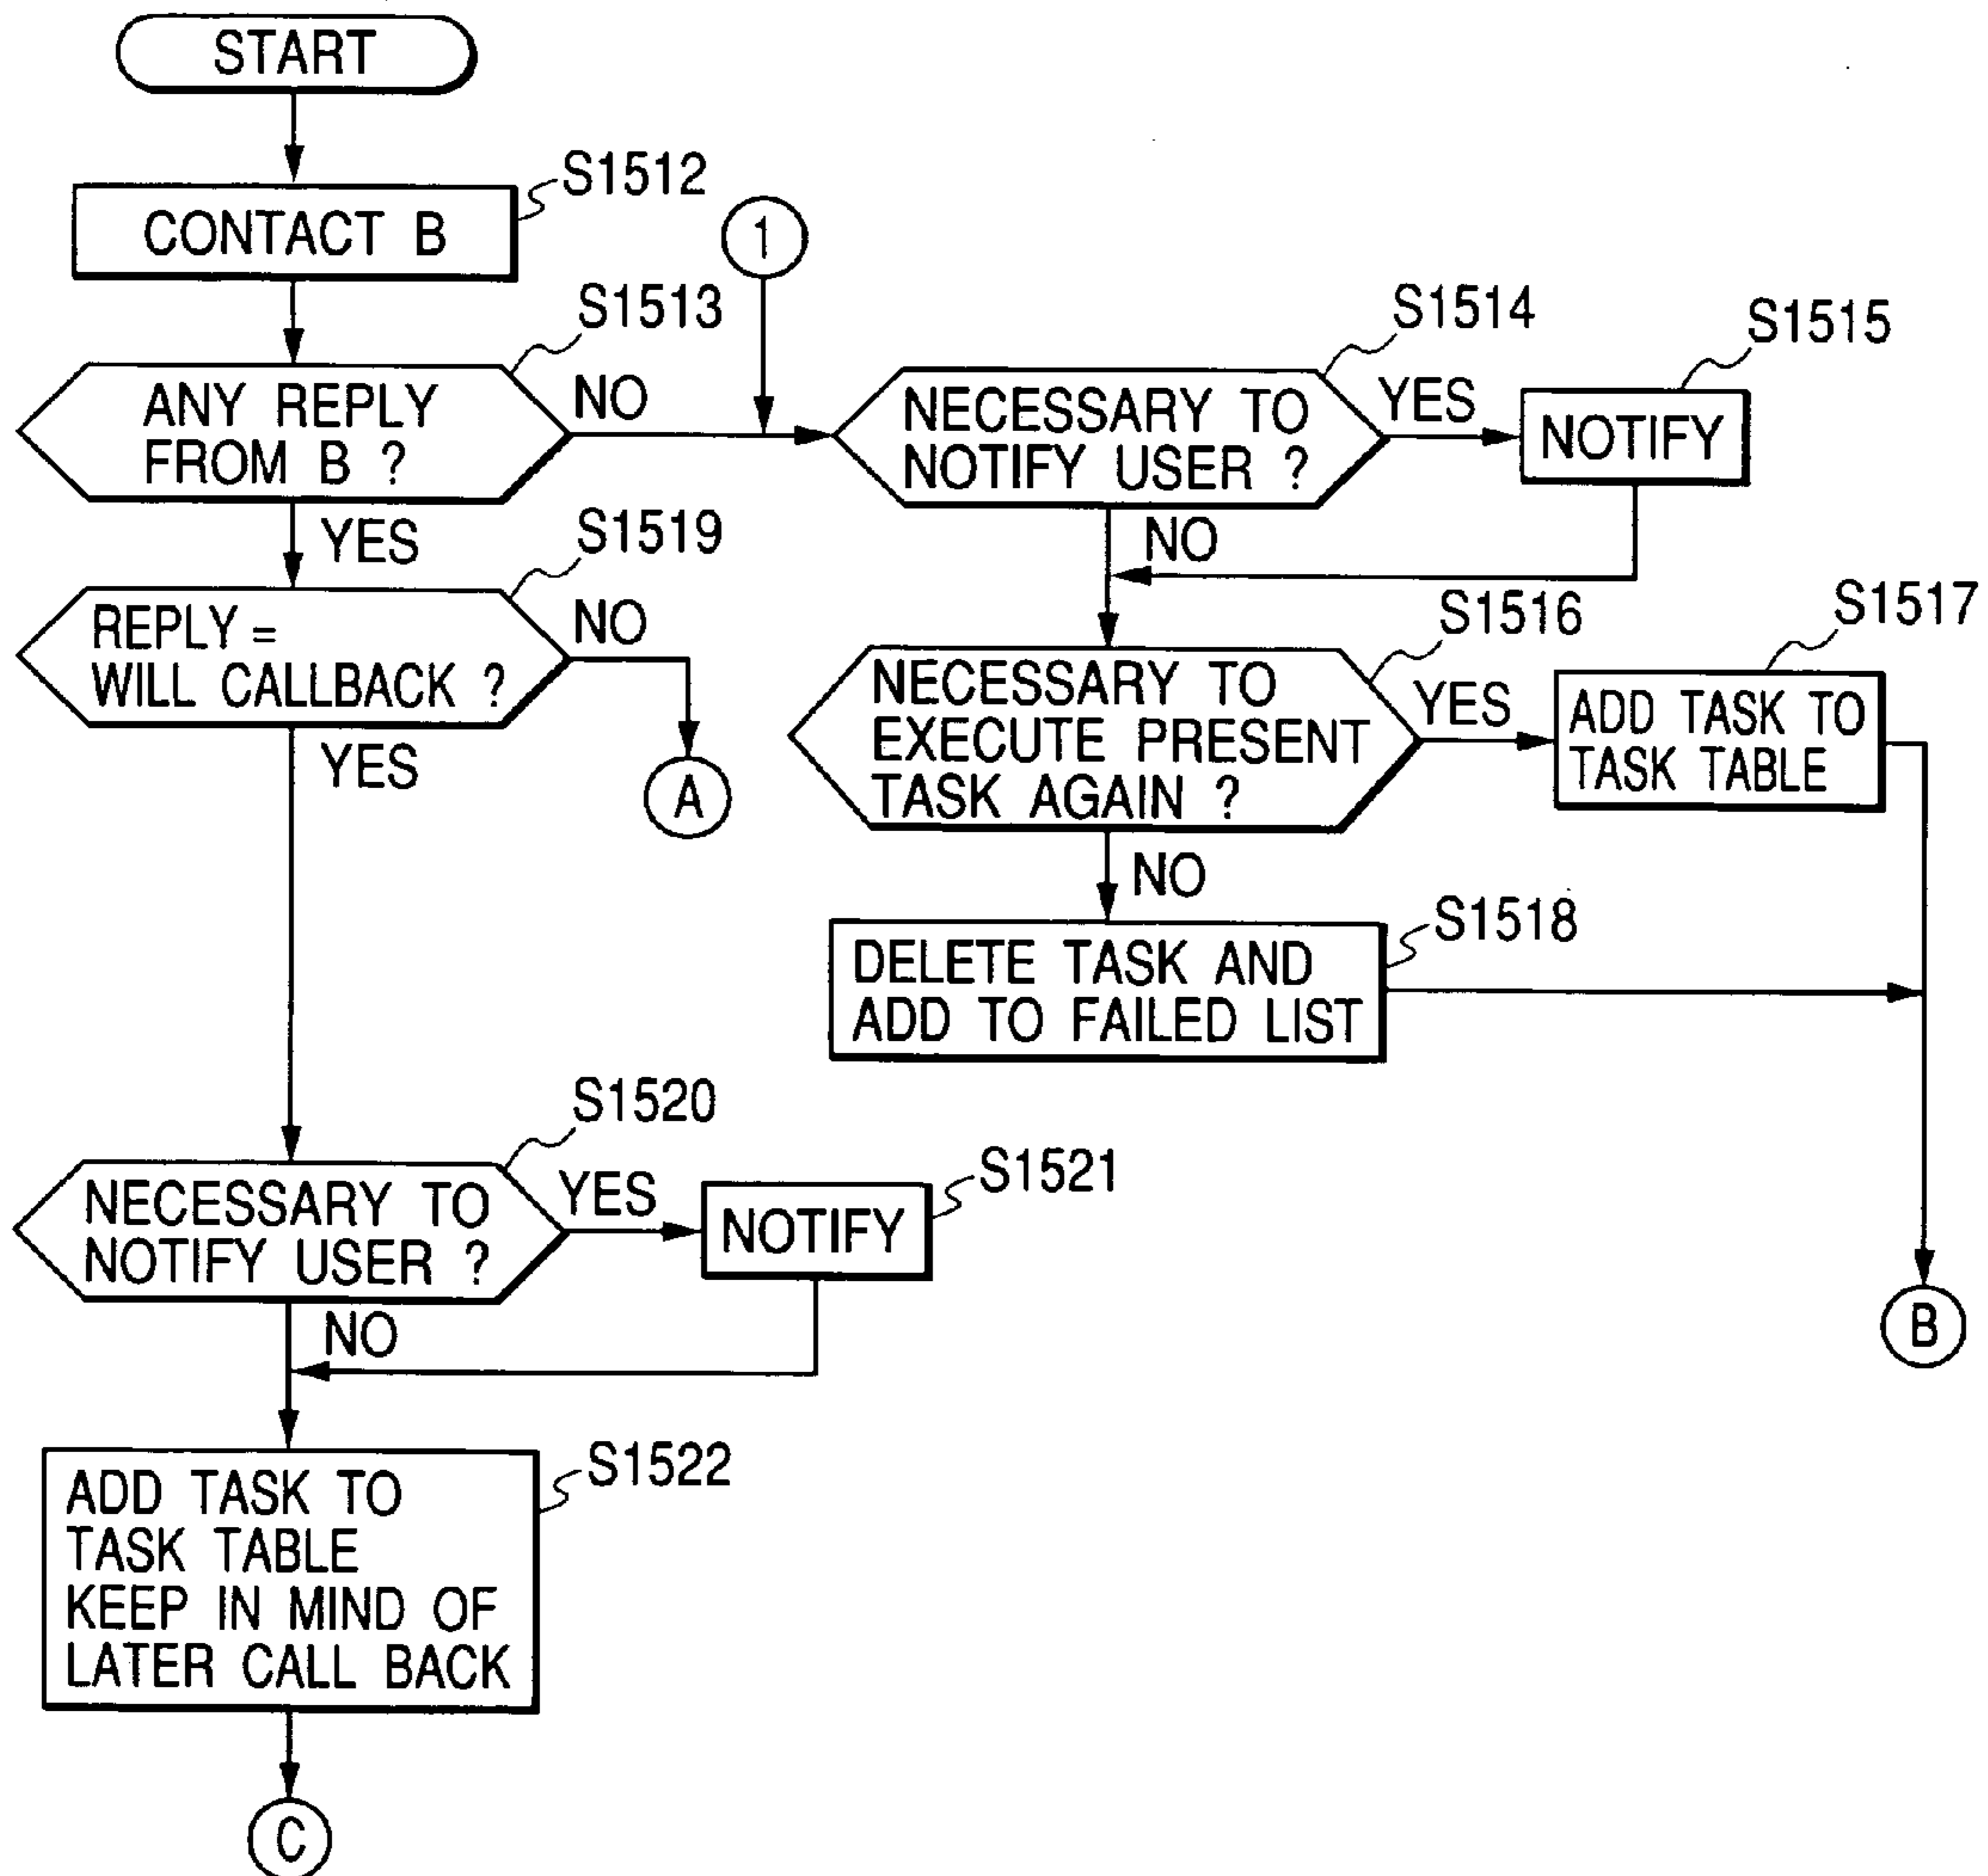 START
S1512
CONTACT B
1
S1513
ANY REPLY
FROM B ?
NO
YES
S1514
NECESSARY TO
NOTIFY USER ?
YES
NO
S1515
NOTIFY
S1519
REPLY =
WILL CALLBACK ?
NO
YES
A
S1516
NECESSARY TO
EXECUTE PRESENT
TASK AGAIN ?
YES
NO
S1517
ADD TASK TO
TASK TABLE
S1518
DELETE TASK AND
ADD TO FAILED LIST
S1520
NECESSARY TO
NOTIFY USER ?
YES
NO
S1521
NOTIFY
B
S1522
ADD TASK TO
TASK TABLE
KEEP IN MIND OF
LATER CALL BACK
C